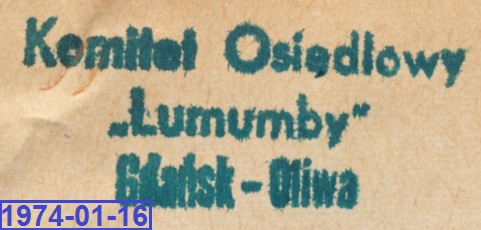 Komitet Osiedlowy
„Lumumby”
Gdańsk - Oliwa
1974-01-16